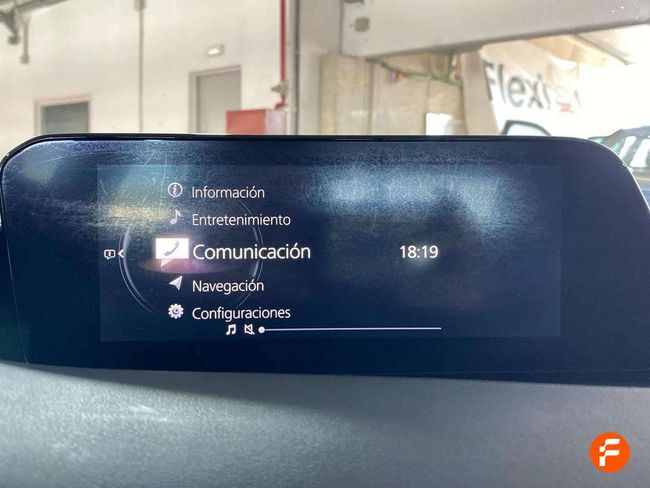 Flexi
Información
Entretenimiento
Comunicación
18:19
Navegación
Configuraciones